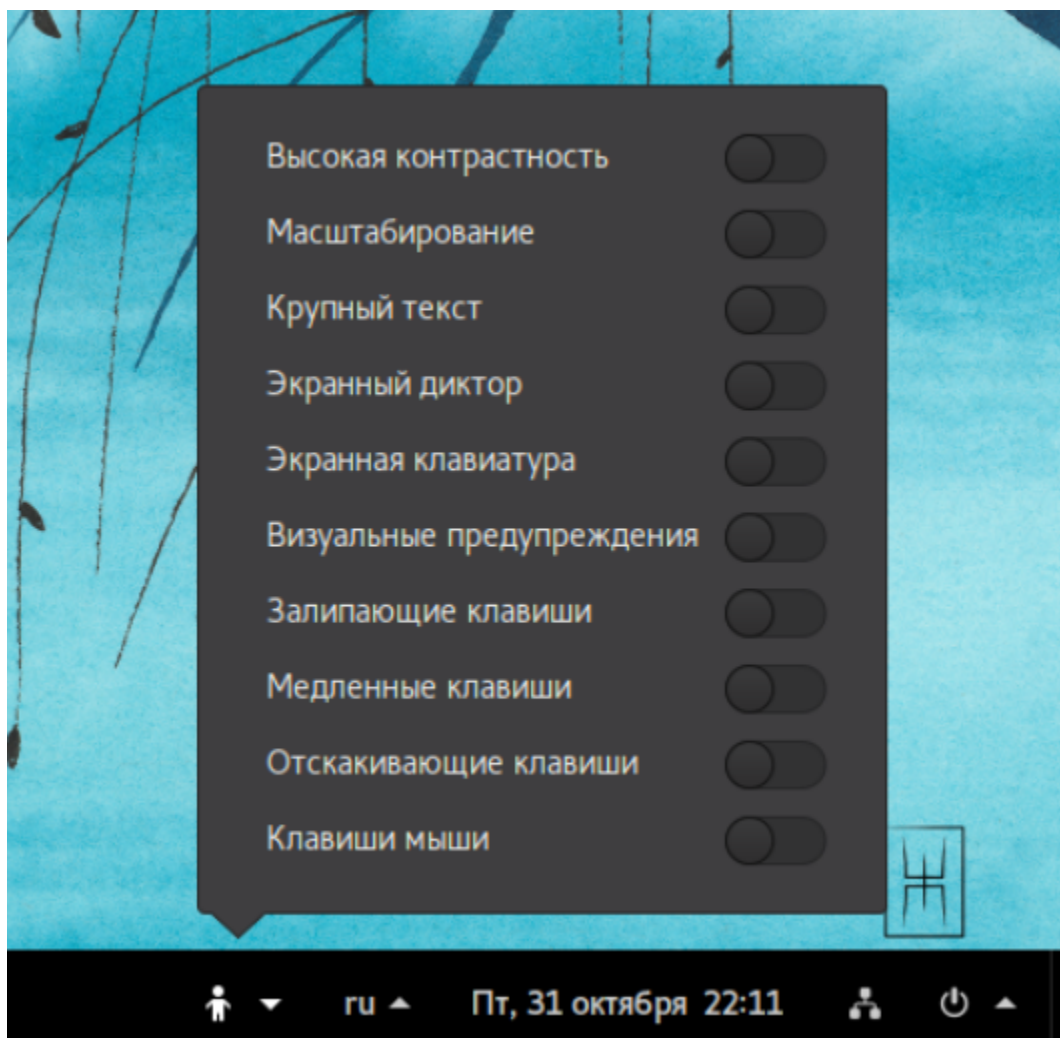 Высокая контрастность
Масштабирование
Крупный текст
Экранный диктор
Экранная клавиатура
Визуальные предупреждения
Залипающие клавиши
Медленные клавиши
Отскакивающие клавиши
Клавиши мыши
ru Пт, 31 октября 22:11